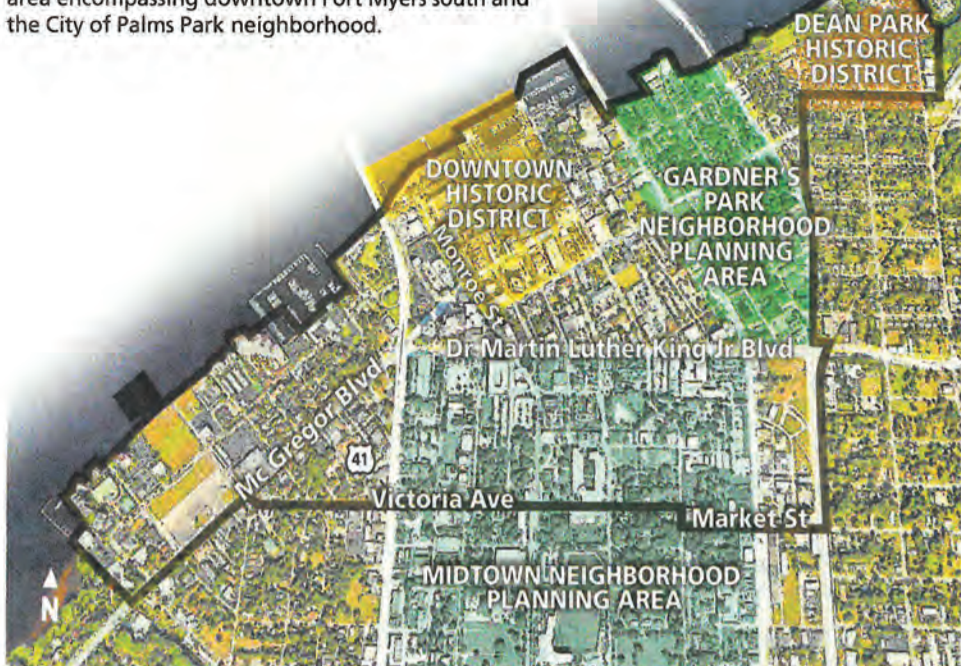 area encompassing downtown Fort Myers south and
the City of Palms Park neighborhood.
DEAN PARK
HISTORIC
DISTRICT
DOWNTOWN
HISTORIC
DISTRICT
GARDNER'S
PARK
NEIGHBORHOOD
PLANNING
AREA
Monroe St
Dr Martin Luther King Jr Blvd
Mc Gregor Blvd
41
Victoria Ave
Market St
MIDTOWN NEIGHBORHOOD
PLANNING AREA
N